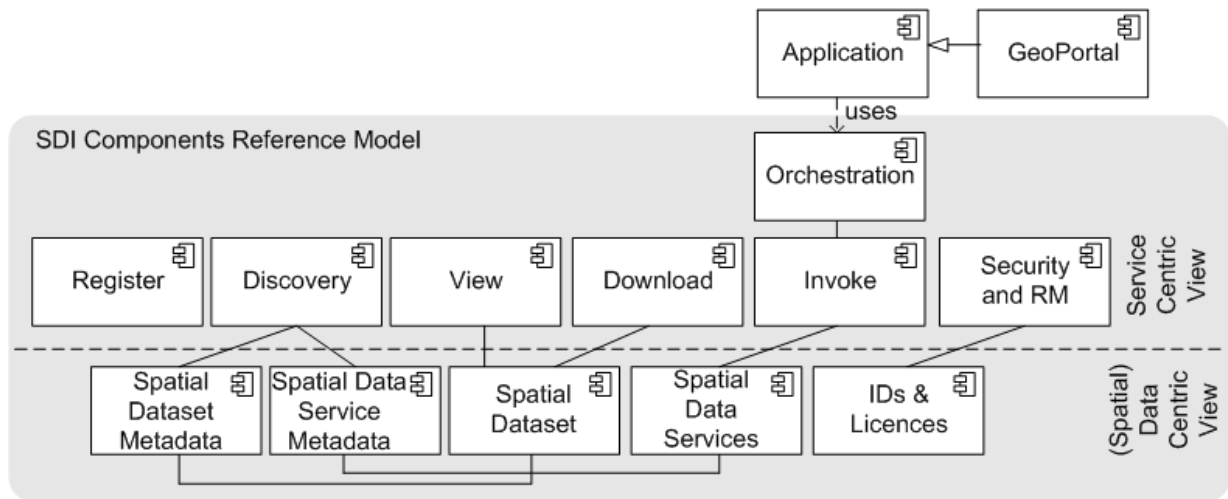 Application
GeoPortal
uses
SDI Components Reference Model
Orchestration
Register
Discovery
View
Download
Invoke
Security
and RM
Service
Centric
View
Spatial
Dataset
Metadata
Spatial Data
Service
Metadata
Spatial
Dataset
Spatial
Data
Services
IDs &
Licences
(Spatial)
Data
Centric
View